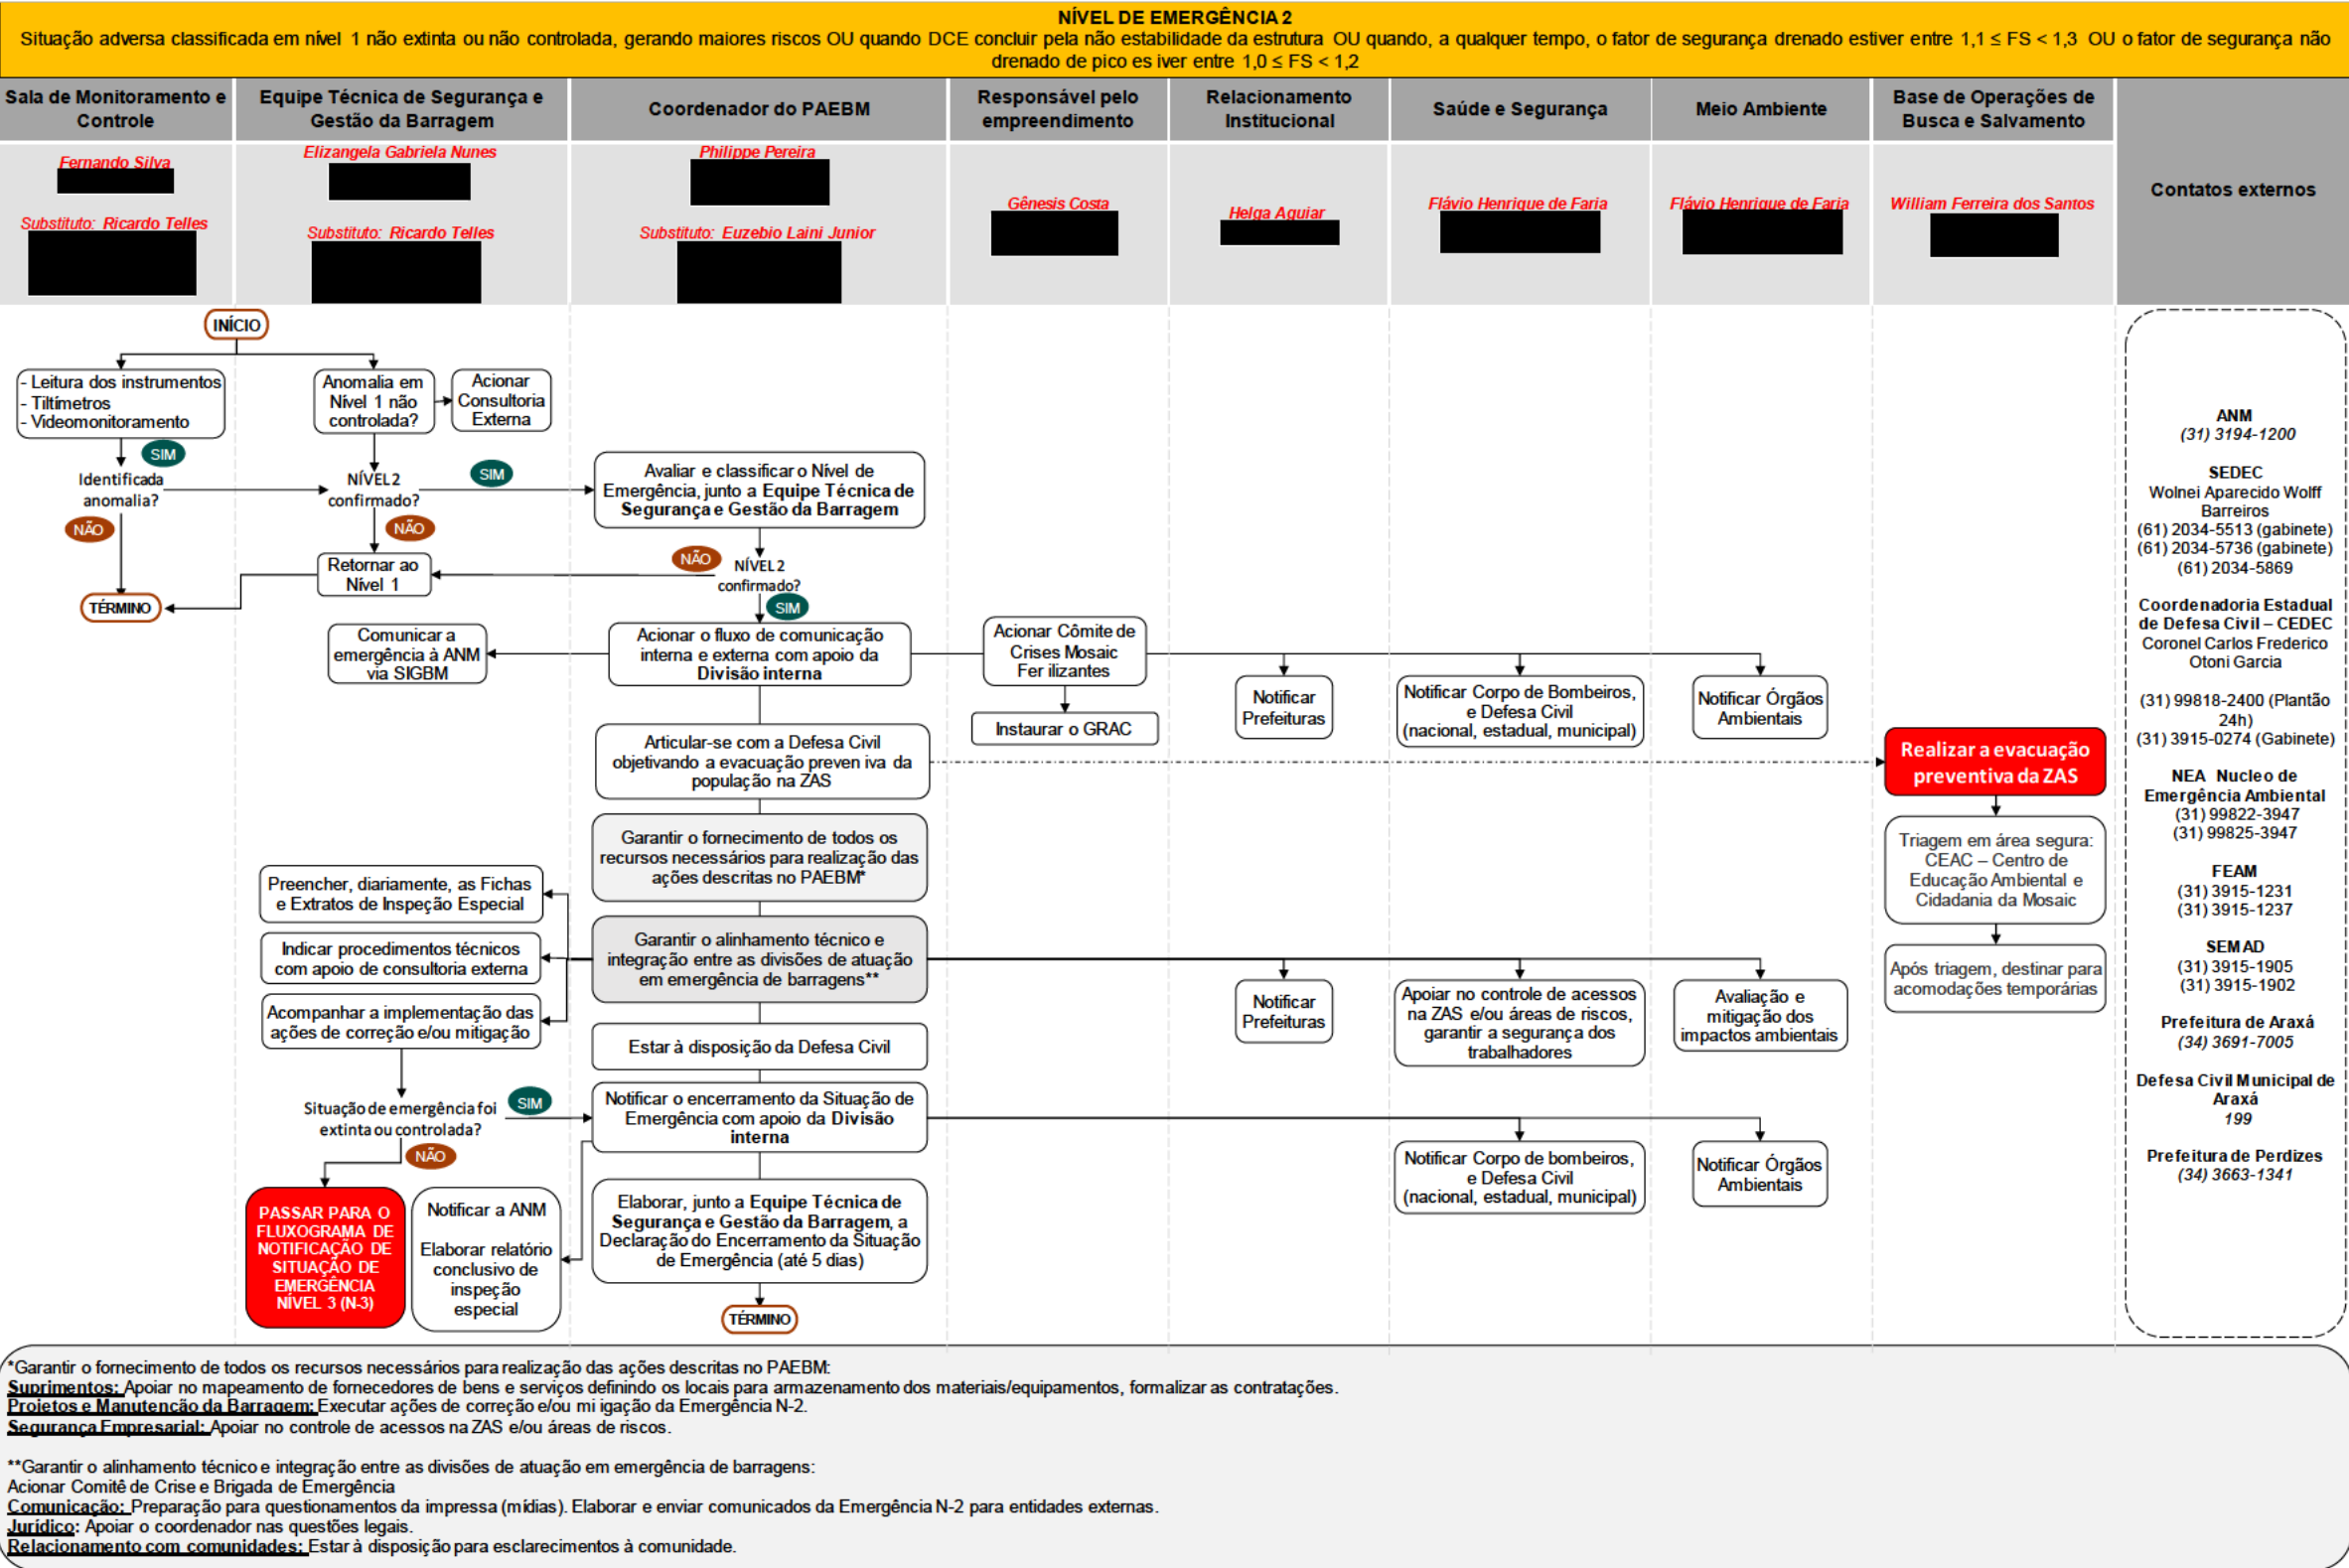 NÍVEL DE EMERGÊNCIA 2
Situação adversa classificada em nível 1 não extinta ou não controlada, gerando maiores riscos OU quando DCE concluir pela não estabilidade da estrutura OU quando, a qualquer tempo, o fator de segurança drenado estiver entre 1,1 ≤ FS < 1,3 OU o fator de segurança não
drenado de pico es iver entre 1,0 ≤ FS < 1,2
Sala de Monitoramento e
Controle
Equipe Técnica de Segurança e
Gestão da Barragem
Coordenador do PAEBM
Responsável pelo
empreendimento
Relacionamento
Institucional
Saúde e Segurança
Meio Ambiente
Base de Operações de
Busca e Salvamento
Contatos externos
Fernando Silva
Substituto: Ricardo Telles
Elizangela Gabriela Nunes
Substituto: Ricardo Telles
Philippe Pereira
Substituto: Euzebio Laini Junior
Gênesis Costa
Helga Aguiar
Flávio Henrique de Faria
Flávio Henrique de Faria
William Ferreira dos Santos
INÍCIO
- Leitura dos instrumentos
- Tiltímetros
- Videomonitoramento
Anomalia em
Nível 1 não
controlada?
Acionar
Consultoria
Externa
SIM
Identificada
anomalia?
NÃO
NÍVEL 2
confirmado?
SIM
NÃO
Avaliar e classificar o Nível de
Emergência, junto a Equipe Técnica de
Segurança e Gestão da Barragem
Retornar ao
Nível 1
NÃO
NÍVEL 2
confirmado?
SIM
TÉRMINO
Comunicar a
emergência à ANM
via SIGBM
Acionar o fluxo de comunicação
interna e externa com apoio da
Divisão interna
Acionar Cômite de
Crises Mosaic
Fer ilizantes
Instaurar o GRAC
Notificar
Prefeituras
Notificar Corpo de Bombeiros,
e Defesa Civil
(nacional, estadual, municipal)
Notificar Órgãos
Ambientais
Articular-se com a Defesa Civil
objetivando a evacuação preven iva da
população na ZAS
Realizar a evacuação
preventiva da ZAS
Garantir o fornecimento de todos os
recursos necessários para realização das
ações descritas no PAEBM*
Triagem em área segura:
CEAC – Centro de
Educação Ambiental e
Cidadania da Mosaic
Preencher, diariamente, as Fichas
e Extratos de Inspeção Especial
Indicar procedimentos técnicos
com apoio de consultoria externa
Acompanhar a implementação das
ações de correção e/ou mitigação
Garantir o alinhamento técnico e
integração entre as divisões de atuação
em emergência de barragens**
Notificar
Prefeituras
Apoiar no controle de acessos
na ZAS e/ou áreas de riscos,
garantir a segurança dos
trabalhadores
Avaliação e
mitigação dos
impactos ambientais
Após triagem, destinar para
acomodações temporárias
Estar à disposição da Defesa Civil
Situação de emergência foi
extinta ou controlada?
SIM
NÃO
Notificar o encerramento da Situação de
Emergência com apoio da Divisão
interna
Notificar Corpo de bombeiros,
e Defesa Civil
(nacional, estadual, municipal)
Notificar Órgãos
Ambientais
PASSAR PARA O
FLUXOGRAMA DE
NOTIFICAÇÃO DE
SITUAÇÃO DE
EMERGÊNCIA
NÍVEL 3 (N-3)
Notificar a ANM
Elaborar relatório
conclusivo de
inspeção
especial
Elaborar, junto a Equipe Técnica de
Segurança e Gestão da Barragem, a
Declaração do Encerramento da Situação
de Emergência (até 5 dias)
TÉRMINO
ANM
(31) 3194-1200
SEDEC
Wolnei Aparecido Wolff
Barreiros
(61) 2034-5513 (gabinete)
(61) 2034-5736 (gabinete)
(61) 2034-5869
Coordenadoria Estadual
de Defesa Civil – CEDEC
Coronel Carlos Frederico
Otoni Garcia
(31) 99818-2400 (Plantão
24h)
(31) 3915-0274 (Gabinete)
NEA Nucleo de
Emergência Ambiental
(31) 99822-3947
(31) 99825-3947
FEAM
(31) 3915-1231
(31) 3915-1237
SEMAD
(31) 3915-1905
(31) 3915-1902
Prefeitura de Araxá
(34) 3691-7005
Defesa Civil Municipal de
Araxá
199
Prefeitura de Perdizes
(34) 3663-1341
*Garantir o fornecimento de todos os recursos necessários para realização das ações descritas no PAEBM:
Suprimentos: Apoiar no mapeamento de fornecedores de bens e serviços definindo os locais para armazenamento dos materiais/equipamentos, formalizar as contratações.
Projetos e Manutenção da Barragem: Executar ações de correção e/ou mi igação da Emergência N-2.
Segurança Empresarial: Apoiar no controle de acessos na ZAS e/ou áreas de riscos.
**Garantir o alinhamento técnico e integração entre as divisões de atuação em emergência de barragens:
Acionar Comitê de Crise e Brigada de Emergência
Comunicação: Preparação para questionamentos da impressa (mídias). Elaborar e enviar comunicados da Emergência N-2 para entidades externas.
Jurídico: Apoiar o coordenador nas questões legais.
Relacionamento com comunidades: Estar à disposição para esclarecimentos à comunidade.